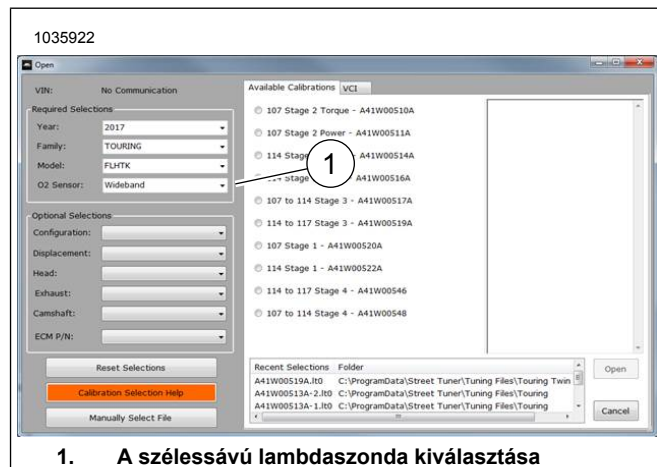 1035922
Open
VIN: No Communication
Required Selections
Year: 2017
Family: TOURING
Model: FLHTK
O2 Sensor: Wideband
Optional Selections
Configuration:
Displacement:
Head:
Exhaust:
Camshaft:
ECM P/N:
Reset Selections
Calibration Selection Help
Manually Select File
Available Calibrations VCI
107 Stage 2 Torque - A41W00510A
107 Stage 2 Power - A41W00511A
114 Stage A41W00514A
Stage A41W00516A
107 to 114 Stage 3 - A41W00517A
114 to 117 Stage 3 - A41W00519A
107 Stage 1 - A41W00520A
114 Stage 1 - A41W00522A
114 to 117 Stage 4 - A41W00546
107 to 114 Stage 4 - A41W00548
1
Recent Selections Folder
A41W00519A.lt0 C:\ProgramData\Street Tuner\Tuning Files\Touring Twin
A41W00513A-2.lt0 C:\ProgramData\Street Tuner\Tuning Files\Touring
A41W00513A-1.lt0 C:\ProgramData\Street Tuner\Tuning Files\Touring
Open
Cancel
1. A szélessávú lambdaszonda kiválasztása